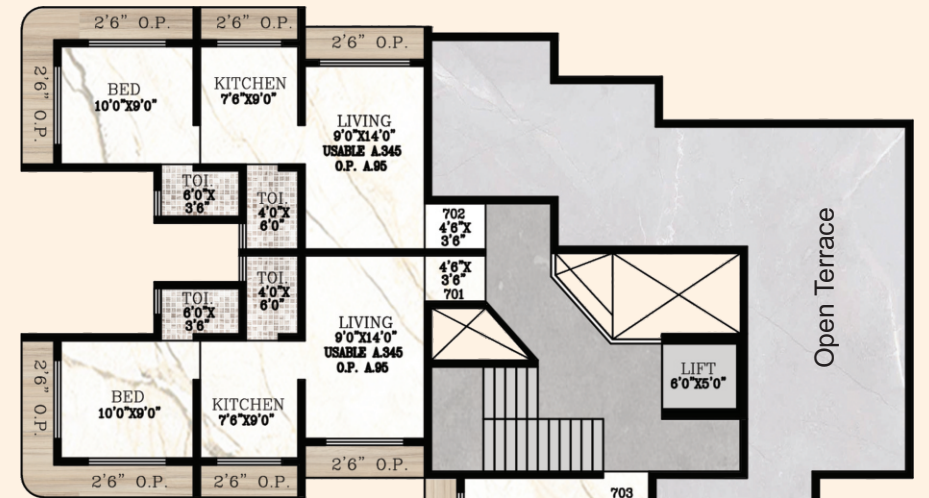 2'6" O.P.
2'6" O.P.
2'6" O.P.
2'6" O.P.
BED
10'0"X9'0"
KITCHEN
7'6"X9'0"
LIVING
9'0"X14'0"
USABLE A.345
O.P. A.95
TOI.
6'0"X
3'6"
TOI.
4'0"X
6'0"
702
4'6"X
3'6"
4'6"X
3'6"
701
TOI.
4'0"X
6'0"
TOI.
6'0"X
3'6"
LIVING
9'0"X14'0"
USABLE A.345
O.P. A.95
Open Terrace
LIFT
6'0"X5'0"
2'6" O.P.
BED
10'0"X9'0"
KITCHEN
7'6"X9'0"
2'6" O.P.
2'6" O.P.
2'6" O.P.
703